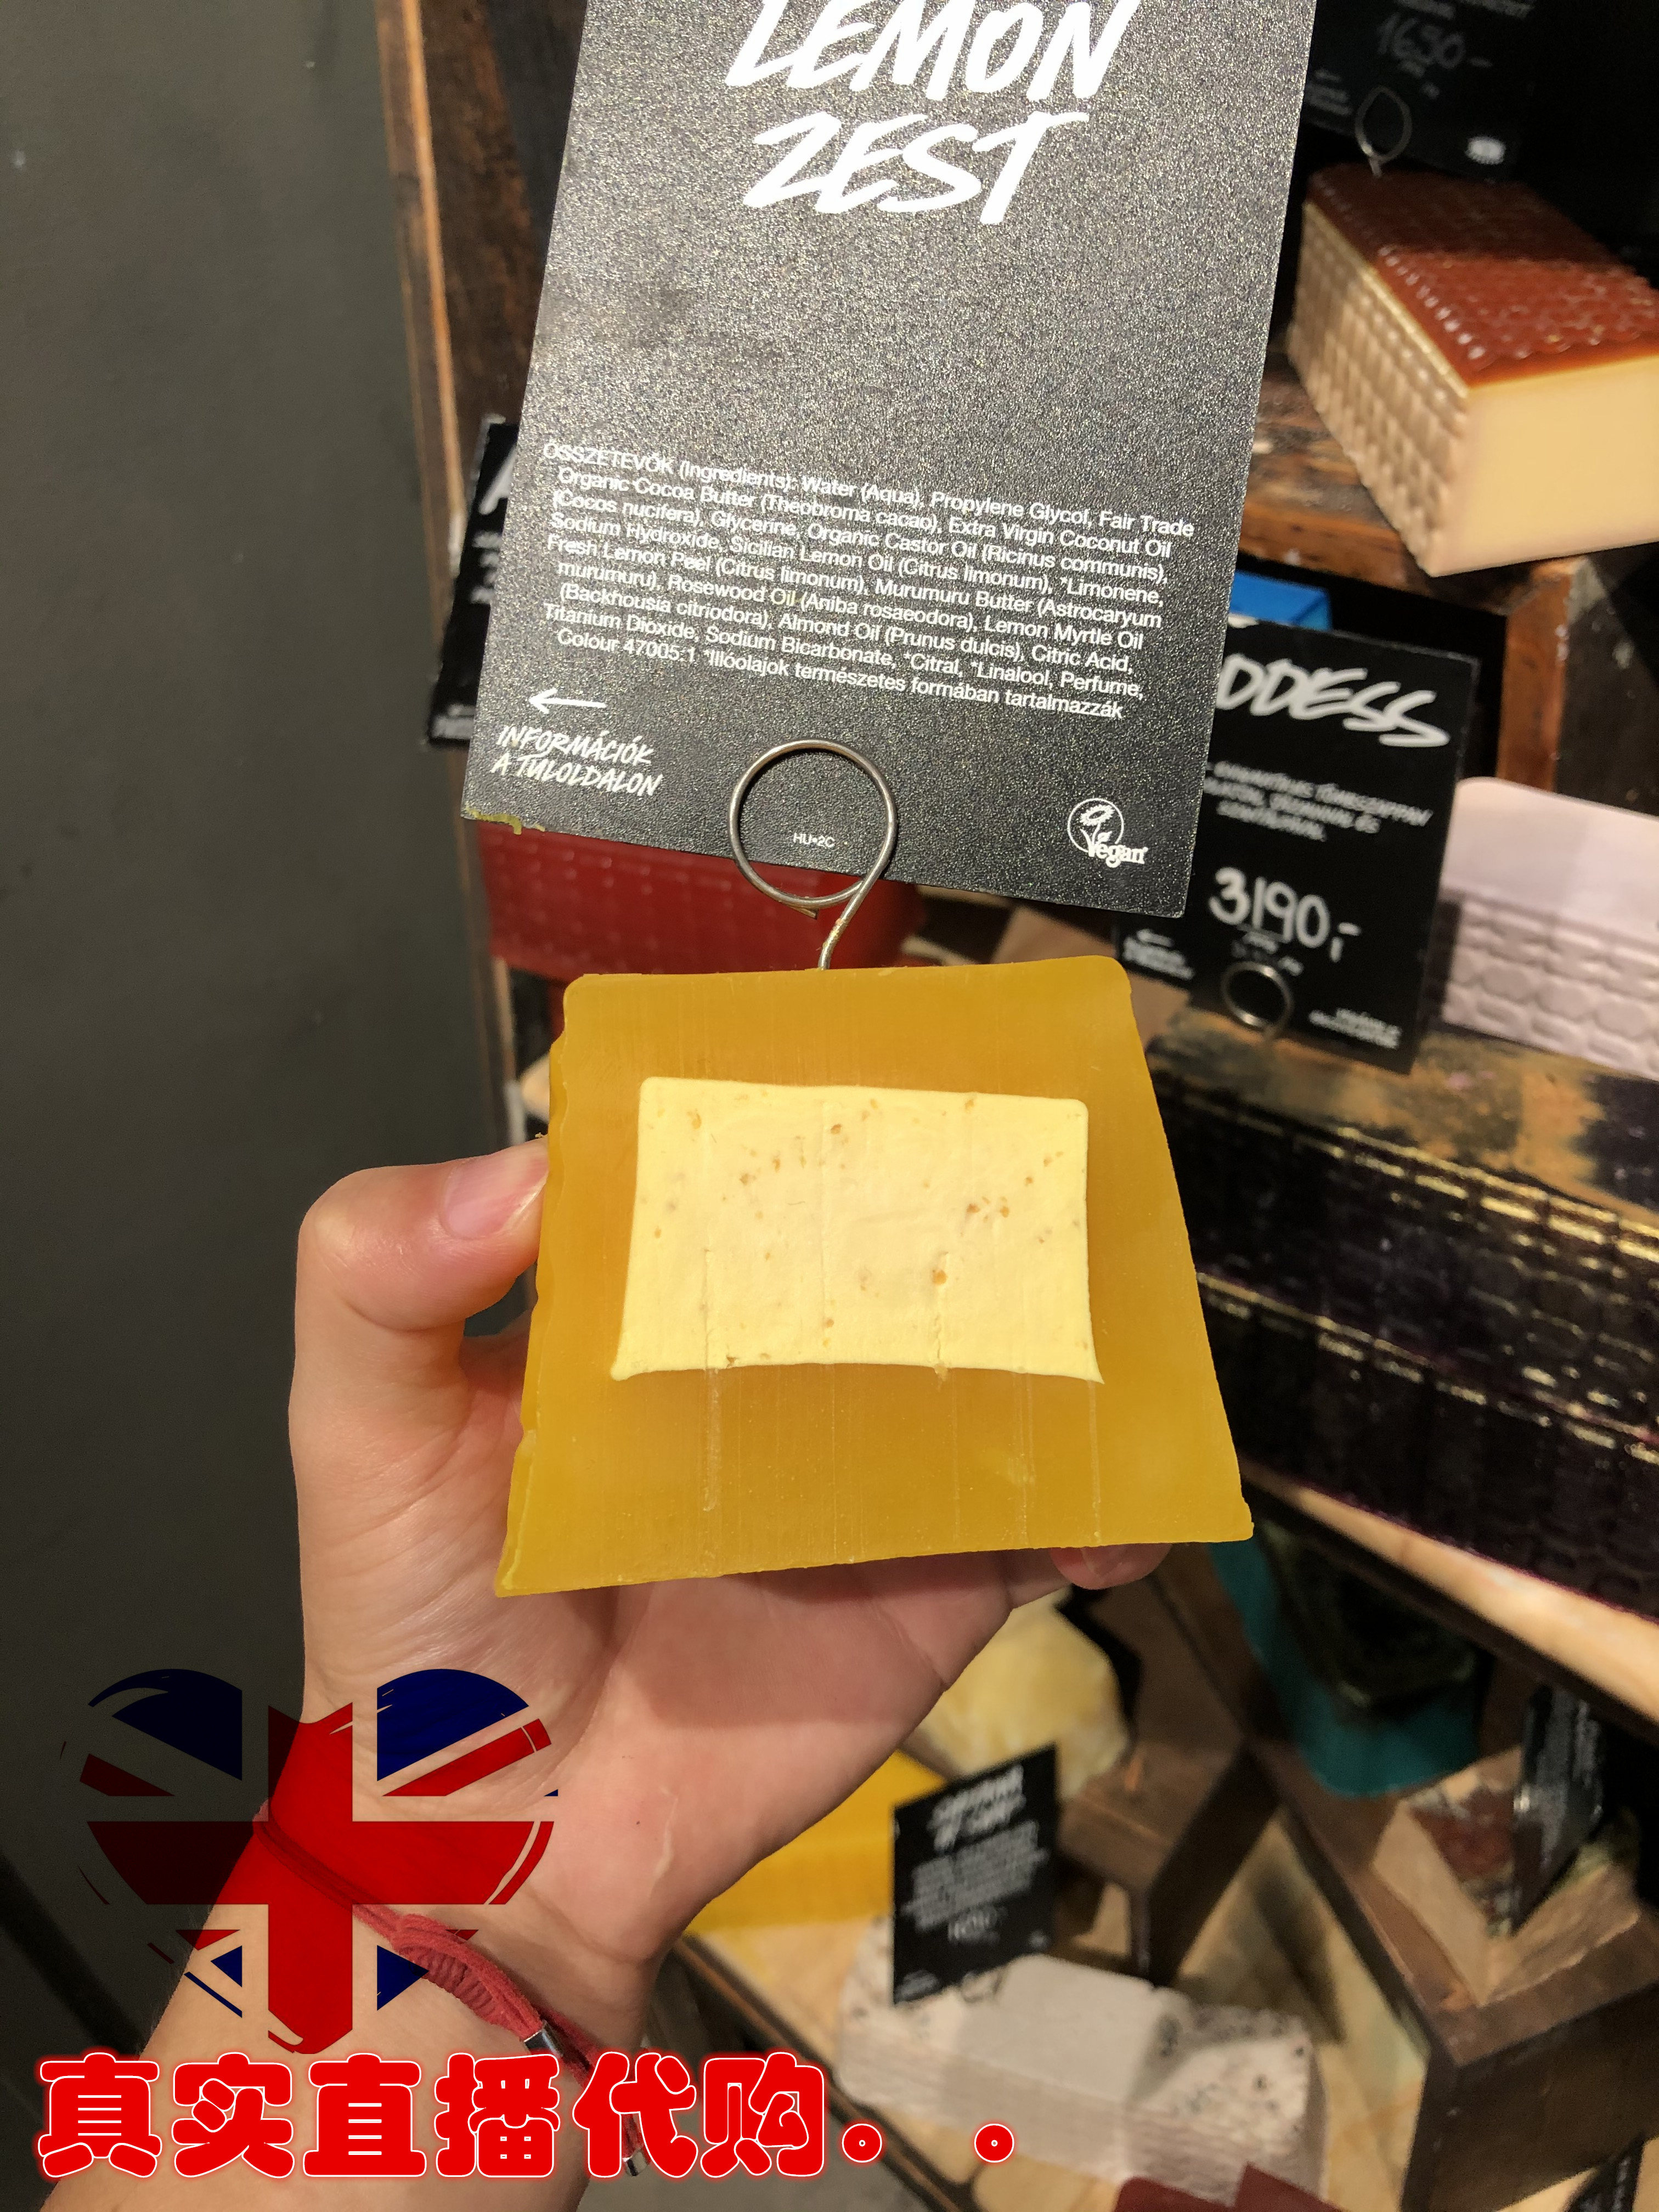 1630-
LEMON
ZEST
ÖSSZETEVŐK (Ingredients): Water (Aqua), Propylene Glycol, Fair Trade
Organic Cocoa Butter (Theobroma cacao), Extra Virgin Coconut Oil
(Cocos nucifera), Glycerine, Organic Castor Oil (Ricinus communis),
Sodium Hydroxide, Sicilian Lemon Oil (Citrus limonum), *Limonene,
Fresh Lemon Peel (Citrus limonum), Murumuru Butter (Astrocaryum
murumuru), Rosewood Oil (Aniba rosaeodora), Lemon Myrtle Oil
(Backhousia citriodora), Almond Oil (Prunus dulcis), Citric Acid,
Titanium Dioxide, Sodium Bicarbonate, *Citral, *Linalool, Perfume,
Colour 47005:1 *Illóolajok természetes formában tartalmazzák
INFORMÁCIÓK
A TÚLOLDALON
HU•2C
Vegan
DDESS
3190,-
真实直播代购。。